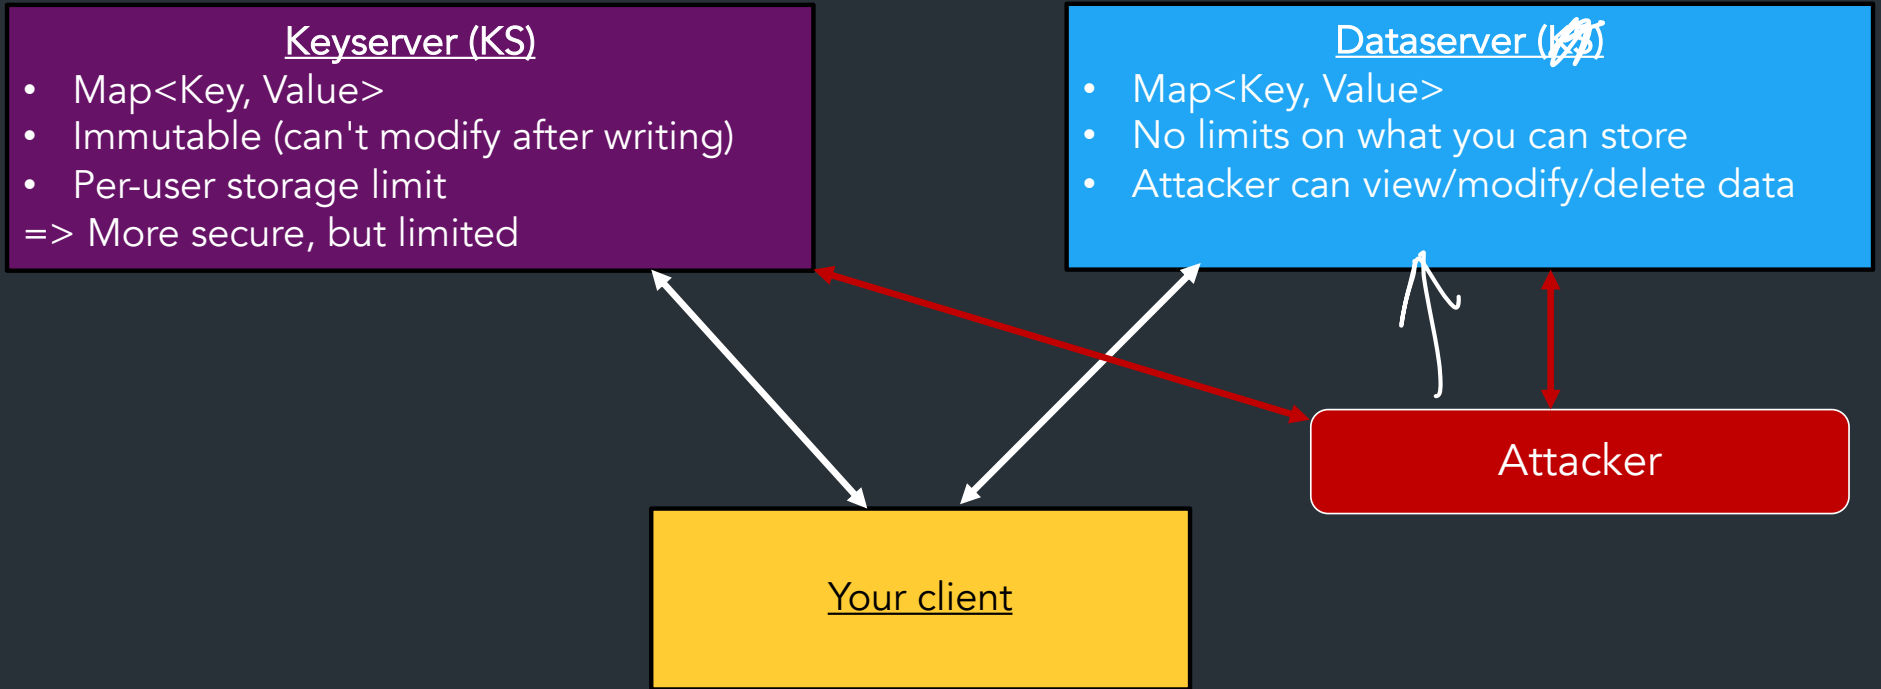 Keyserver (KS)
• Map<Key, Value>
• Immutable (can't modify after writing)
• Per-user storage limit
=> More secure, but limited
Dataserver (
• Map<Key, Value>
• No limits on what you can store
• Attacker can view/modify/delete data
Attacker
Your client